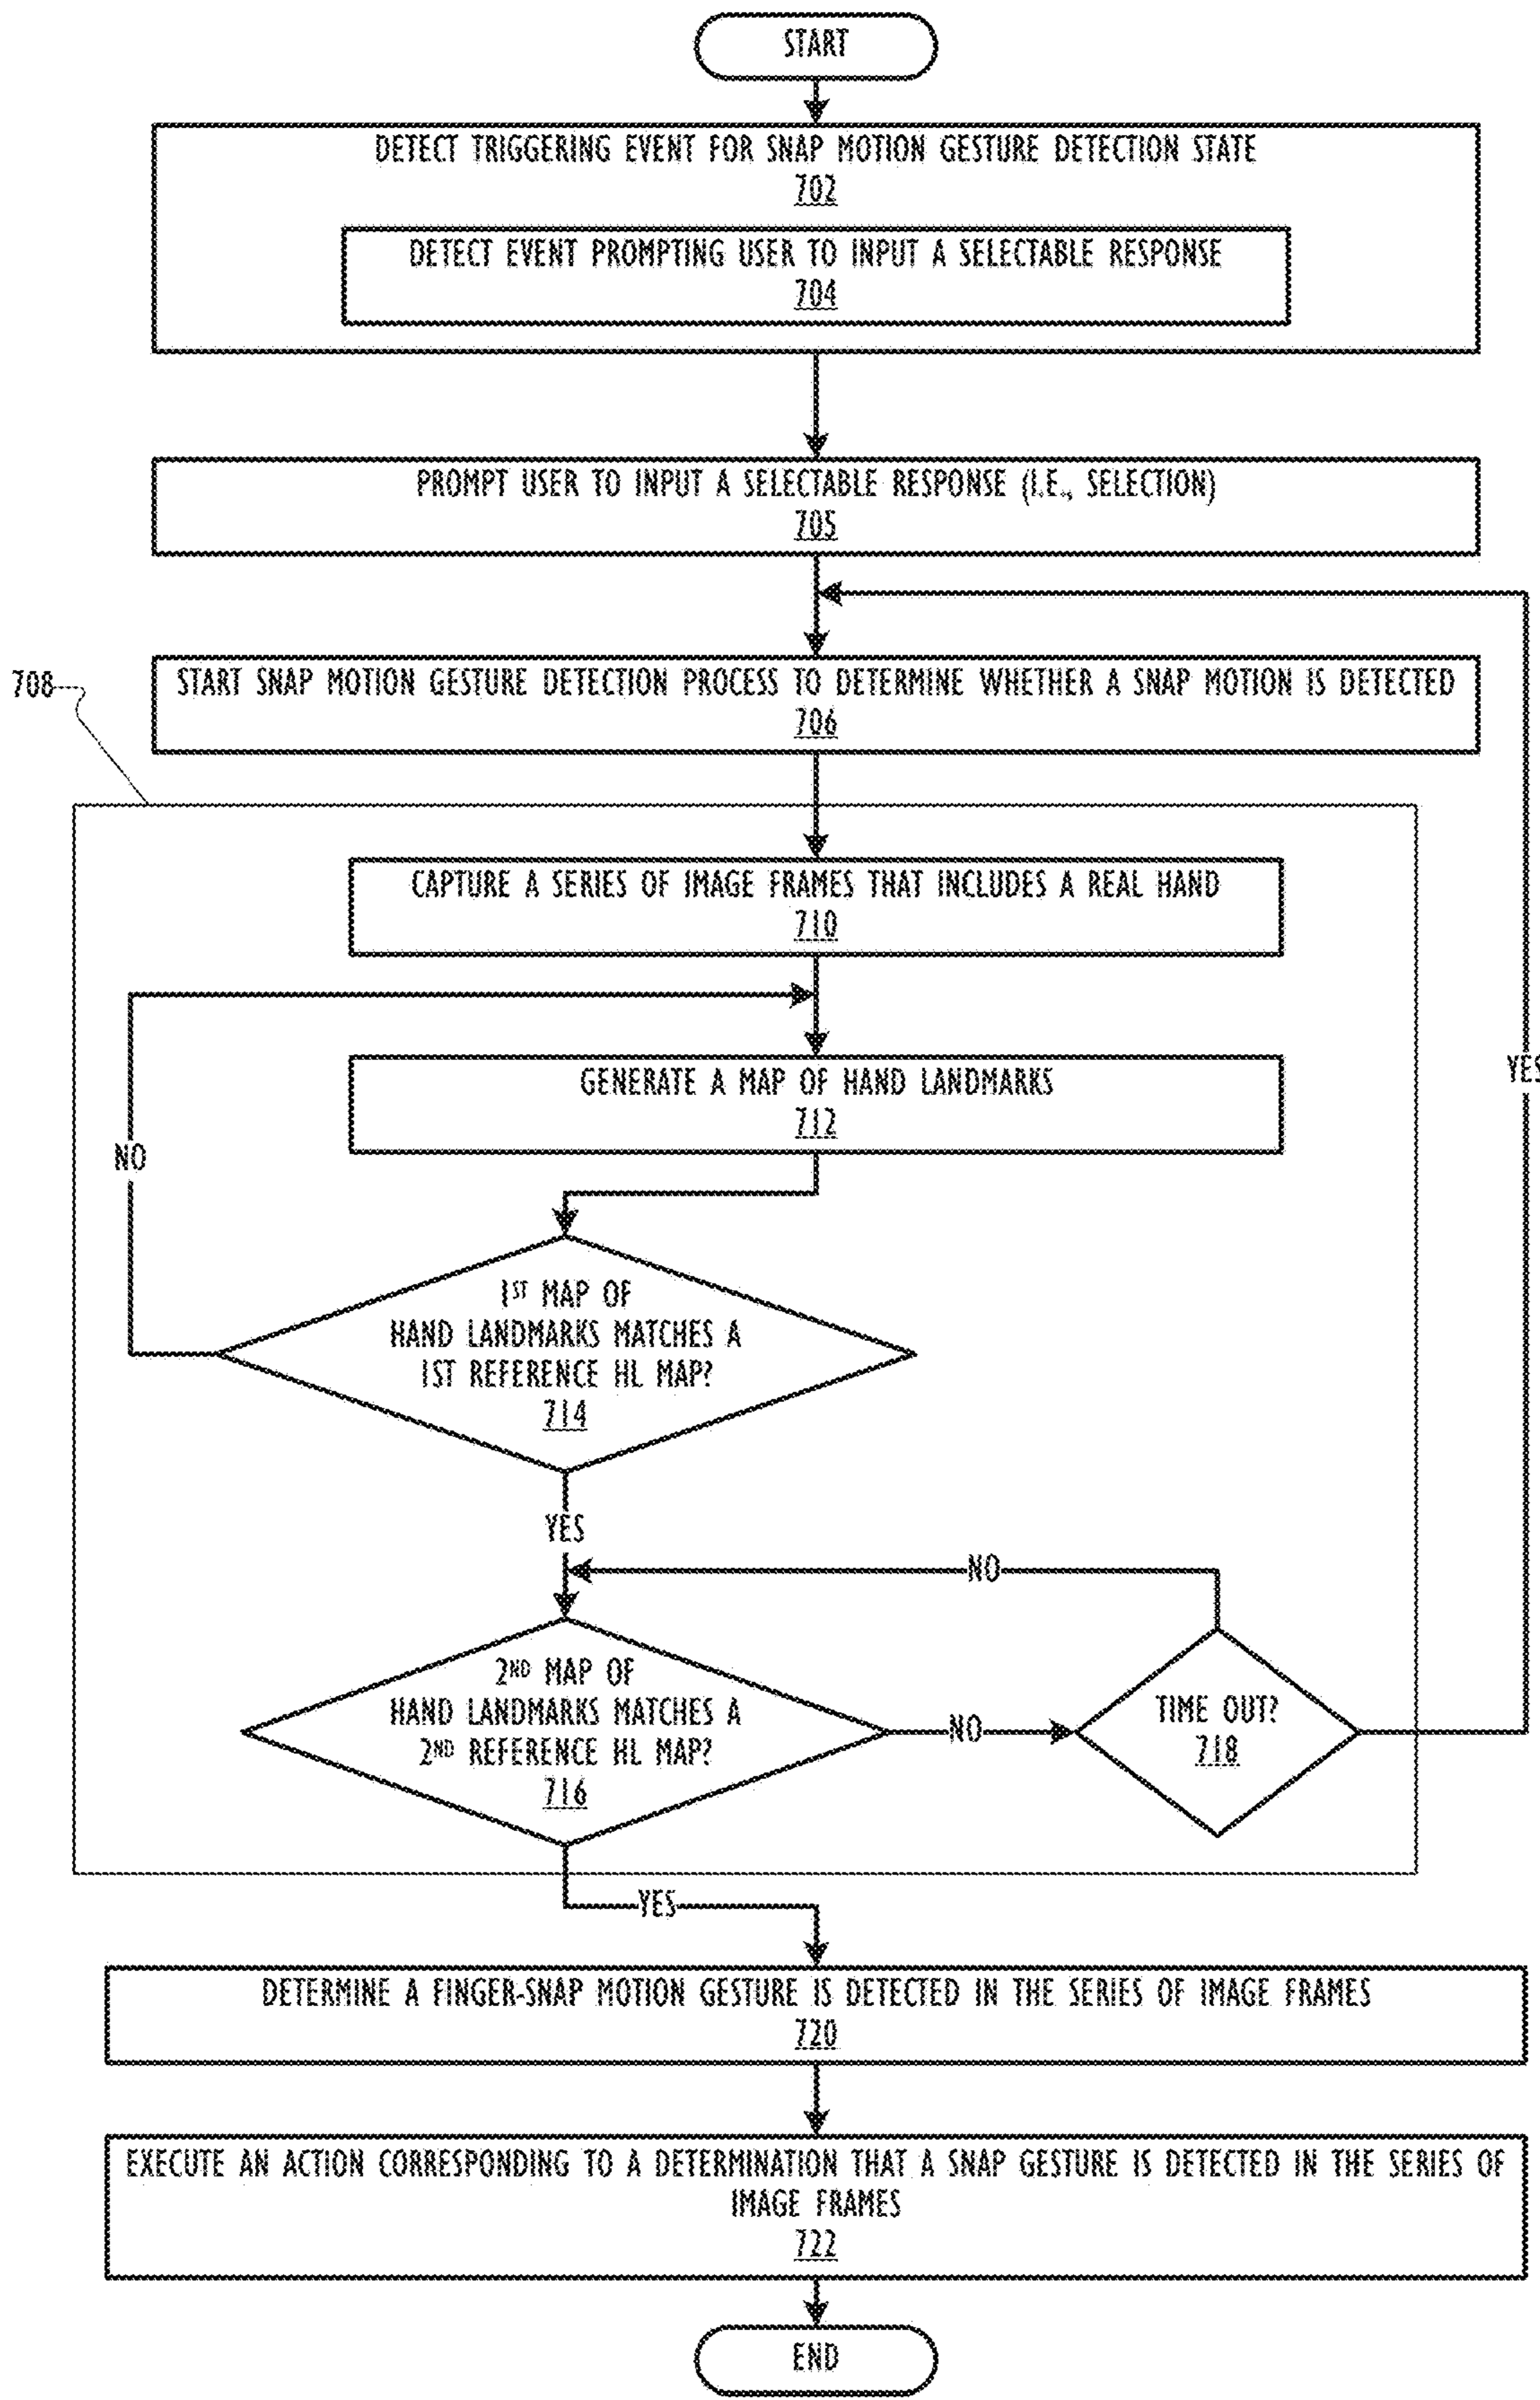 START
DETECT TRIGGERING EVENT FOR SNAP MOTION GESTURE DETECTION STATE
702
DETECT EVENT PROMPTING USER TO INPUT A SELECTABLE RESPONSE
704
PROMPT USER TO INPUT A SELECTABLE RESPONSE (I.E., SELECTION)
705
START SNAP MOTION GESTURE DETECTION PROCESS TO DETERMINE WHETHER A SNAP MOTION IS DETECTED
706
708
CAPTURE A SERIES OF IMAGE FRAMES THAT INCLUDES A REAL HAND
710
GENERATE A MAP OF HAND LANDMARKS
712
YES
NO
1ST MAP OF
HAND LANDMARKS MATCHES A
1ST REFERENCE HL MAP?
714
YES
NO
2ND MAP OF
HAND LANDMARKS MATCHES A
2ND REFERENCE HL MAP?
716
NO
TIME OUT?
718
YES
DETERMINE A FINGER-SNAP MOTION GESTURE IS DETECTED IN THE SERIES OF IMAGE FRAMES
720
EXECUTE AN ACTION CORRESPONDING TO A DETERMINATION THAT A SNAP GESTURE IS DETECTED IN THE SERIES OF
IMAGE FRAMES
722
END